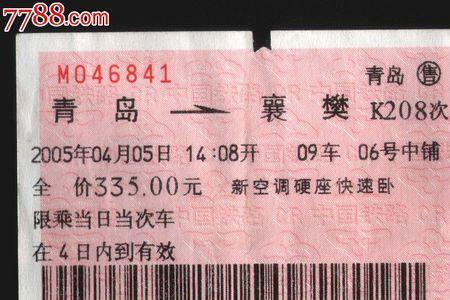 7788.com
M046841
青岛 售
青岛 襄樊 K208次
2005年04月05日 14:08开 09车 06号中铺
全 价335.00元 新空调硬座快速卧
限乘当日当次车
在4日内到有效